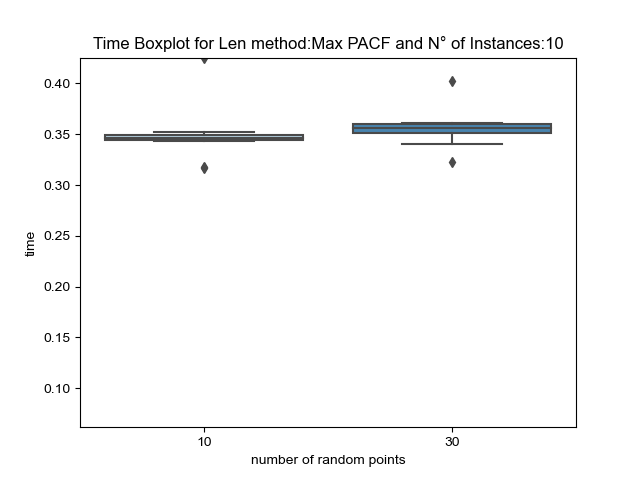 Time Boxplot for Len method:Max PACF and N° of Instances:10
0.40
0.35
0.30
0.25
0.20
0.15
0.10
time
10 30
number of random points